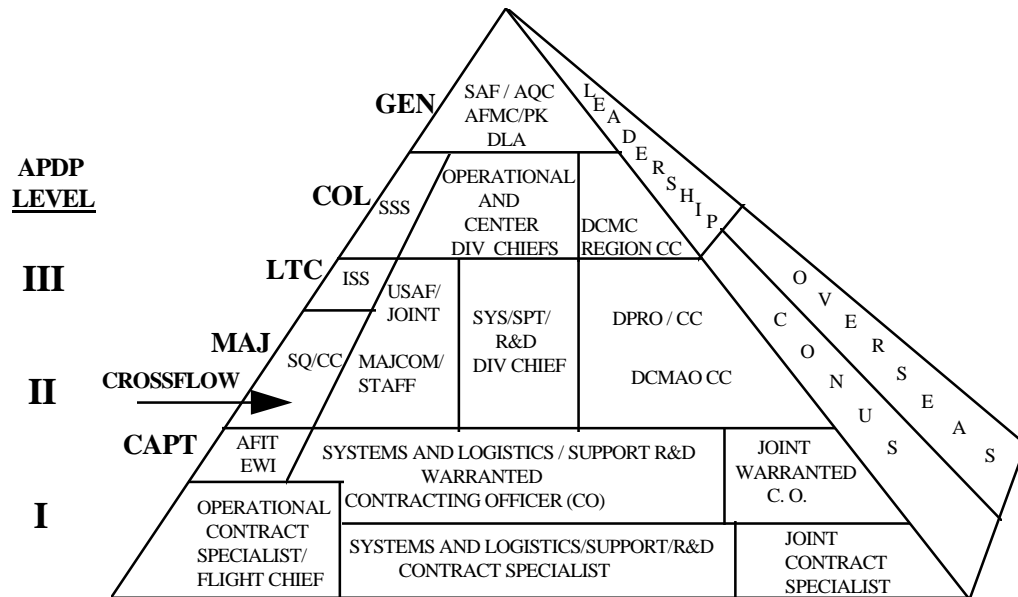 SAF / AQC
AFMC/PK
DLA
GEN
LEADERSHIP
APDP
LEVEL
COL
SSS
OPERATIONAL
AND
CENTER
DIV CHIEFS
DCMC
REGION CC
III
LTC
ISS
USAF/
JOINT
SYS/SPT/
R&D
DIV CHIEF
DPRO / CC
DCMAO CC
MAJ
SQ/CC
MAJCOM/
STAFF
CONUS
OVERSEAS
CROSSFLOW
II
CAPT
AFIT
EWI
SYSTEMS AND LOGISTICS / SUPPORT R&D
WARRANTED
CONTRACTING OFFICER (CO)
JOINT
WARRANTED
C. O.
I
OPERATIONAL
CONTRACT
SPECIALIST/
FLIGHT CHIEF
SYSTEMS AND LOGISTICS/SUPPORT/R&D
CONTRACT SPECIALIST
JOINT
CONTRACT
SPECIALIST